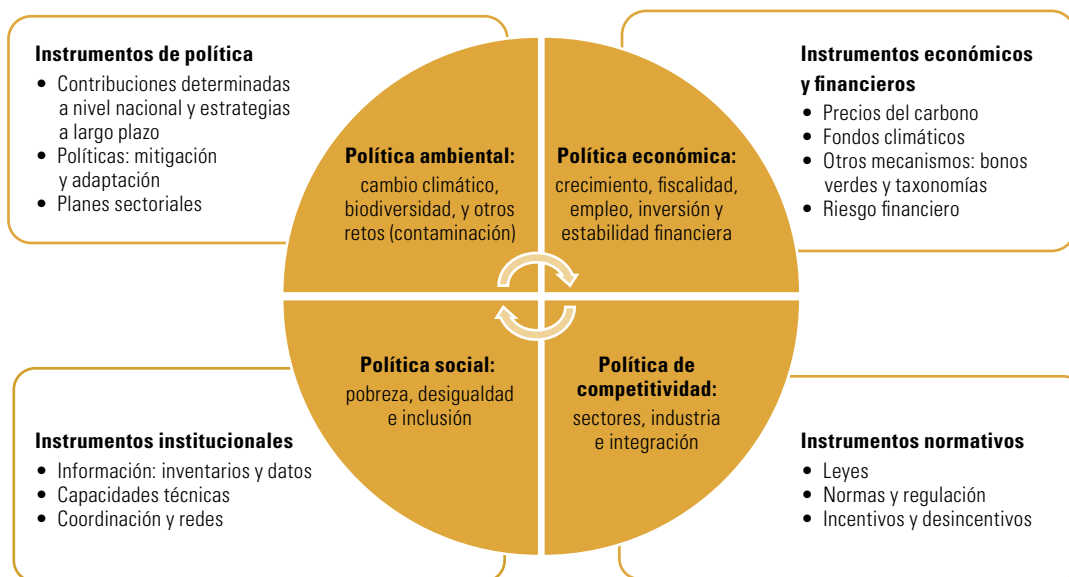 Instrumentos de política
• Contribuciones determinadas
a nivel nacional y estrategias
a largo plazo
• Políticas: mitigación
y adaptación
• Planes sectoriales
Política ambiental:
cambio climático,
biodiversidad, y otros
retos (contaminación)
Política económica:
crecimiento, fiscalidad,
empleo, inversión y
estabilidad financiera
Instrumentos económicos
y financieros
• Precios del carbono
• Fondos climáticos
• Otros mecanismos: bonos
verdes y taxonomías
• Riesgo financiero
Instrumentos institucionales
• Información: inventarios y datos
• Capacidades técnicas
• Coordinación y redes
Política social:
pobreza, desigualdad
e inclusión
Política de
competitividad:
sectores, industria
e integración
Instrumentos normativos
• Leyes
• Normas y regulación
• Incentivos y desincentivos